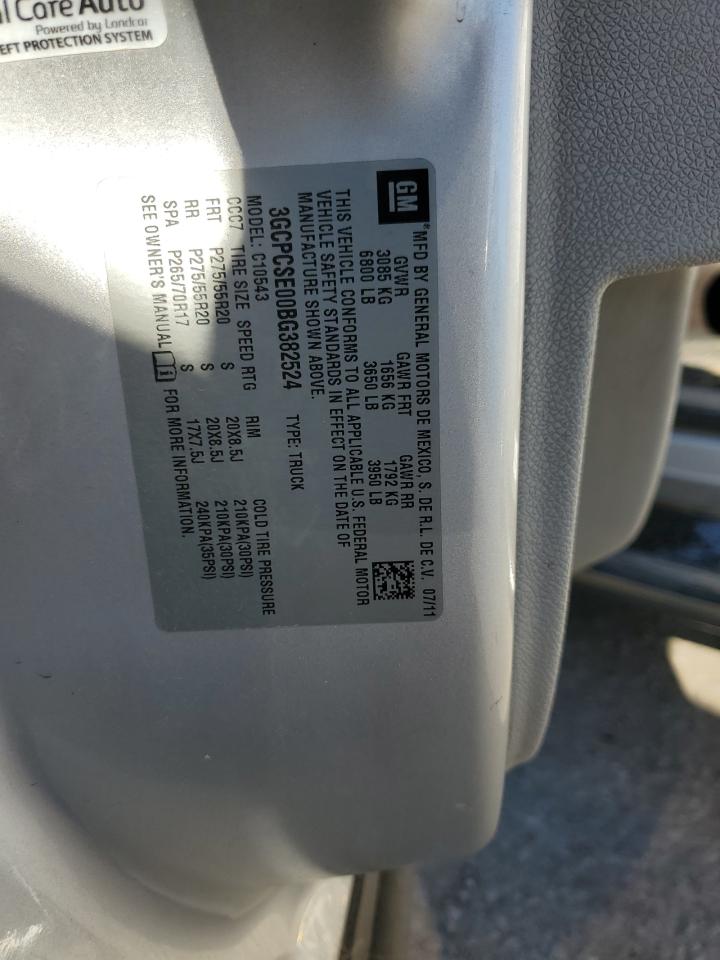 l Care Auto
Powered by Landcar
EFT PROTECTION SYSTEM
GM
®MFD BY GENERAL MOTORS DE MEXICO, S. DE R.L. DE C.V. 07/11
GVWR GAWR FRT GAWR RR
3085 KG 1656 KG 1792 KG
6800 LB 3650 LB 3950 LB
THIS VEHICLE CONFORMS TO ALL APPLICABLE U.S. FEDERAL MOTOR
VEHICLE SAFETY STANDARDS IN EFFECT ON THE DATE OF
MANUFACTURE SHOWN ABOVE.
3GCPCSE00BG382524 TYPE: TRUCK
MODEL: C10543
CCC7 TIRE SIZE SPEED RTG RIM COLD TIRE PRESSURE
FRT P275/55R20 S 20X8.5J 210KPA(30PSI)
RR P275/55R20 S 20X8.5J 210KPA(30PSI)
SPA P265/70R17 S 17X7.5J 240KPA(35PSI)
SEE OWNER'S MANUAL i FOR MORE INFORMATION.